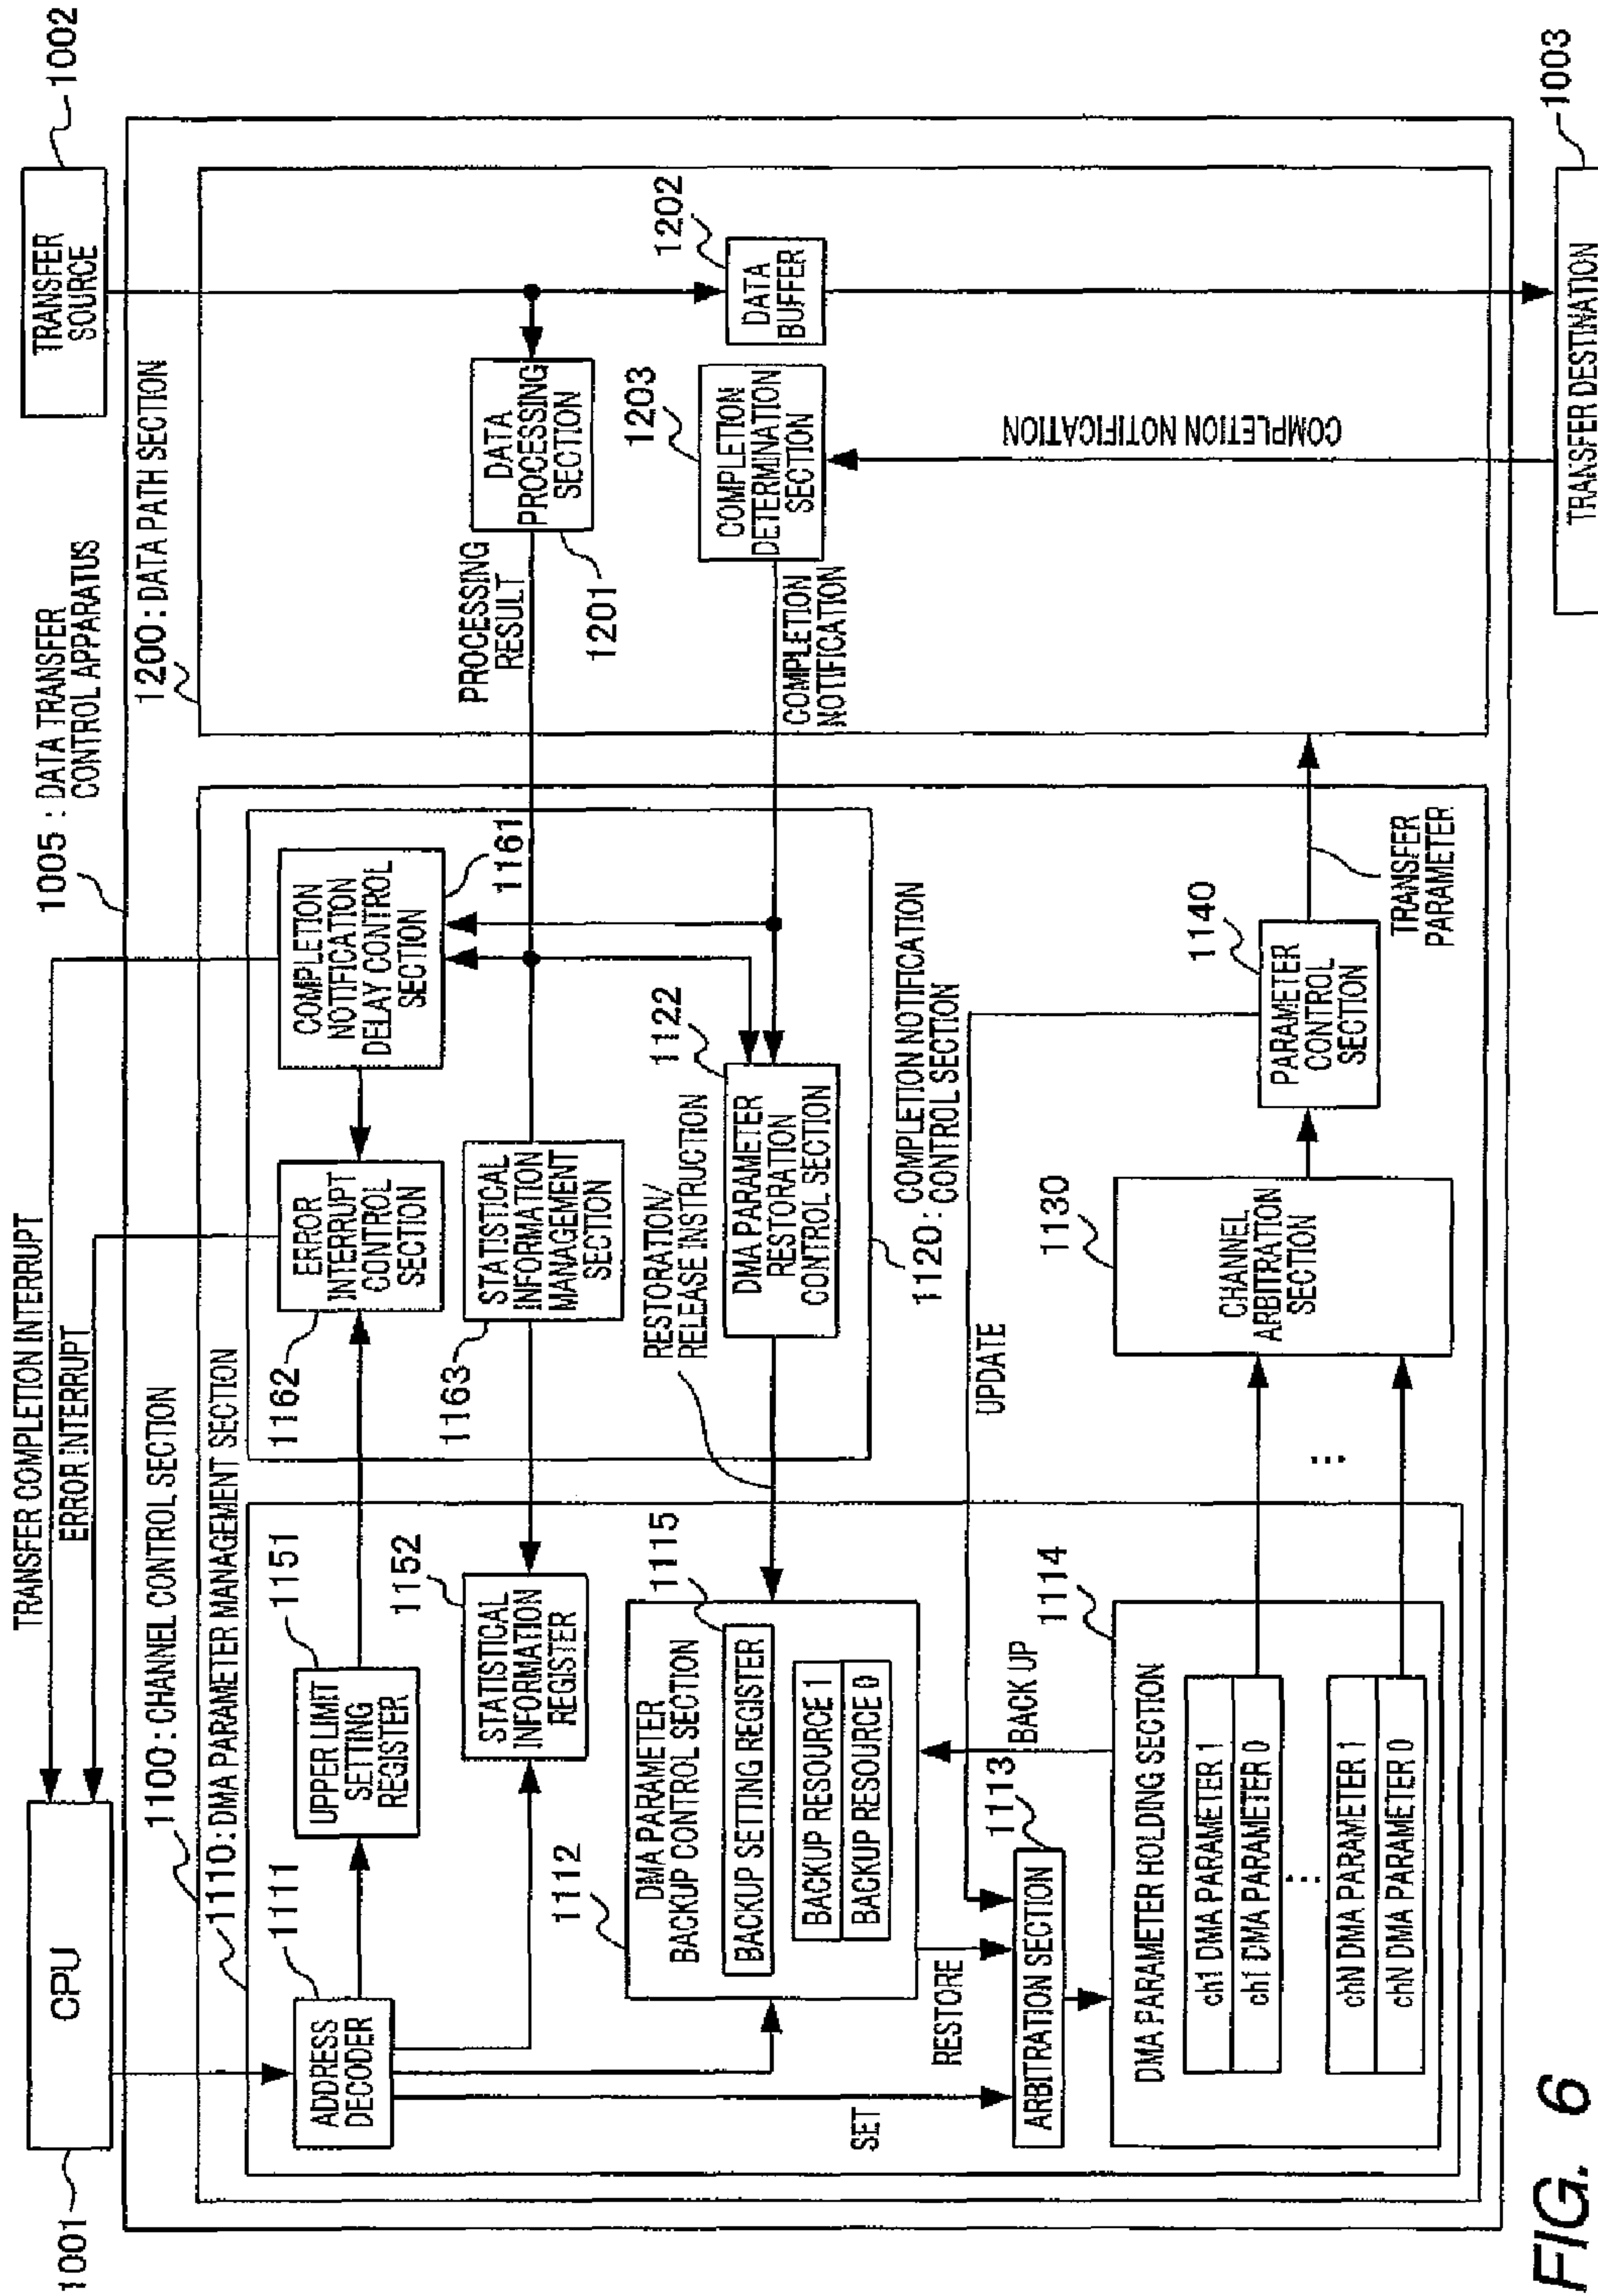 TRANSFER COMPLETION INTERRUPT
ERROR INTERRUPT
1001
CPU
1005 : DATA TRANSFER
CONTROL APPARATUS
TRANSFER
SOURCE
1002
1100 : CHANNEL CONTROL SECTION
1110 : DMA PARAMETER MANAGEMENT SECTION
1200 : DATA PATH SECTION
1111
ADDRESS
DECODER
1151
UPPER LIMIT
SETTING
REGISTER
1162
ERROR
INTERRUPT
CONTROL
SECTION
COMPLETION
NOTIFICATION
DELAY CONTROL
SECTION
1161
1152
STATISTICAL
INFORMATION
REGISTER
1163
STATISTICAL
INFORMATION
MANAGEMENT
SECTION
PROCESSING
RESULT
DATA
PROCESSING
SECTION
1201
1112
DMA PARAMETER
BACKUP CONTROL SECTION
1115
BACKUP SETTING REGISTER
BACKUP RESOURCE 1
BACKUP RESOURCE 0
RESTORATION/
RELEASE INSTRUCTION
1122
DMA PARAMETER
RESTORATION
CONTROL SECTION
COMPLETION
NOTIFICATION
1203
COMPLETION
DETERMINATION
SECTION
1202
DATA
BUFFER
1120 : COMPLETION NOTIFICATION
CONTROL SECTION
SET
RESTORE
BACK UP
UPDATE
1113
ARBITRATION SECTION
COMPLETION NOTIFICATION
1114
DMA PARAMETER HOLDING SECTION
ch1 DMA PARAMETER 1
ch1 DMA PARAMETER 0
...
chN DMA PARAMETER 1
chN DMA PARAMETER 0
...
1130
CHANNEL
ARBITRATION
SECTION
1140
PARAMETER
CONTROL
SECTION
TRANSFER
PARAMETER
TRANSFER DESTINATION
1003
FIG. 6